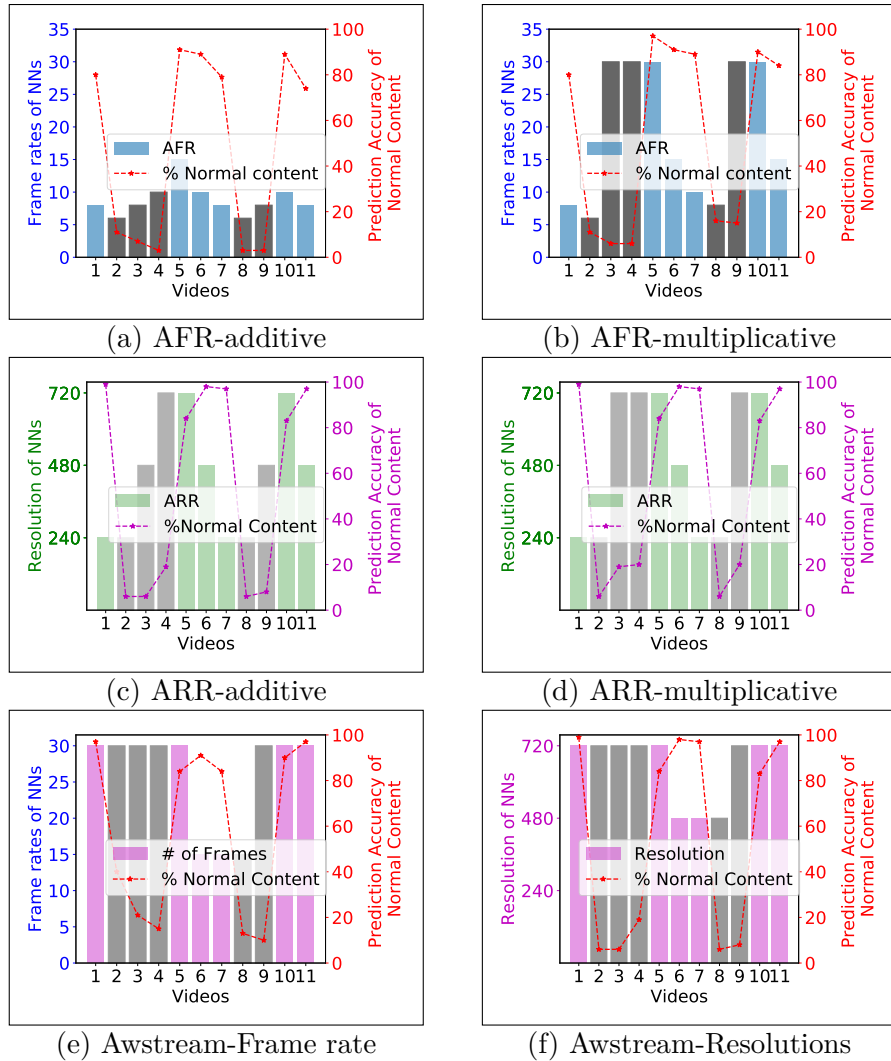 35
30
25
20
15
10
5
0
Frame rates of NNs
AFR
% Normal content
100
80
60
40
20
0
Prediction Accuracy of
Normal Content
1 2 3 4 5 6 7 8 9 10 11
Videos
(a) AFR-additive
35
30
25
20
15
10
5
0
Frame rates of NNs
AFR
% Normal content
100
80
60
40
20
0
Prediction Accuracy of
Normal Content
1 2 3 4 5 6 7 8 9 10 11
Videos
(b) AFR-multiplicative
720
480
240
Resolution of NNs
ARR
%Normal Content
100
80
60
40
20
0
Prediction Accuracy of
Normal Content
1 2 3 4 5 6 7 8 9 10 11
Videos
(c) ARR-additive
720
480
240
Resolution of NNs
ARR
%Normal Content
100
80
60
40
20
0
Prediction Accuracy of
Normal Content
1 2 3 4 5 6 7 8 9 10 11
Videos
(d) ARR-multiplicative
30
25
20
15
10
5
0
Frame rates of NNs
# of Frames
% Normal Content
100
80
60
40
20
0
Prediction Accuracy of
Normal Content
1 2 3 4 5 6 7 8 9 10 11
Videos
(e) Awstream-Frame rate
720
480
240
Resolution of NNs
Resolution
% Normal Content
100
80
60
40
20
0
Prediction Accuracy of
Normal Content
1 2 3 4 5 6 7 8 9 10 11
Videos
(f) Awstream-Resolutions